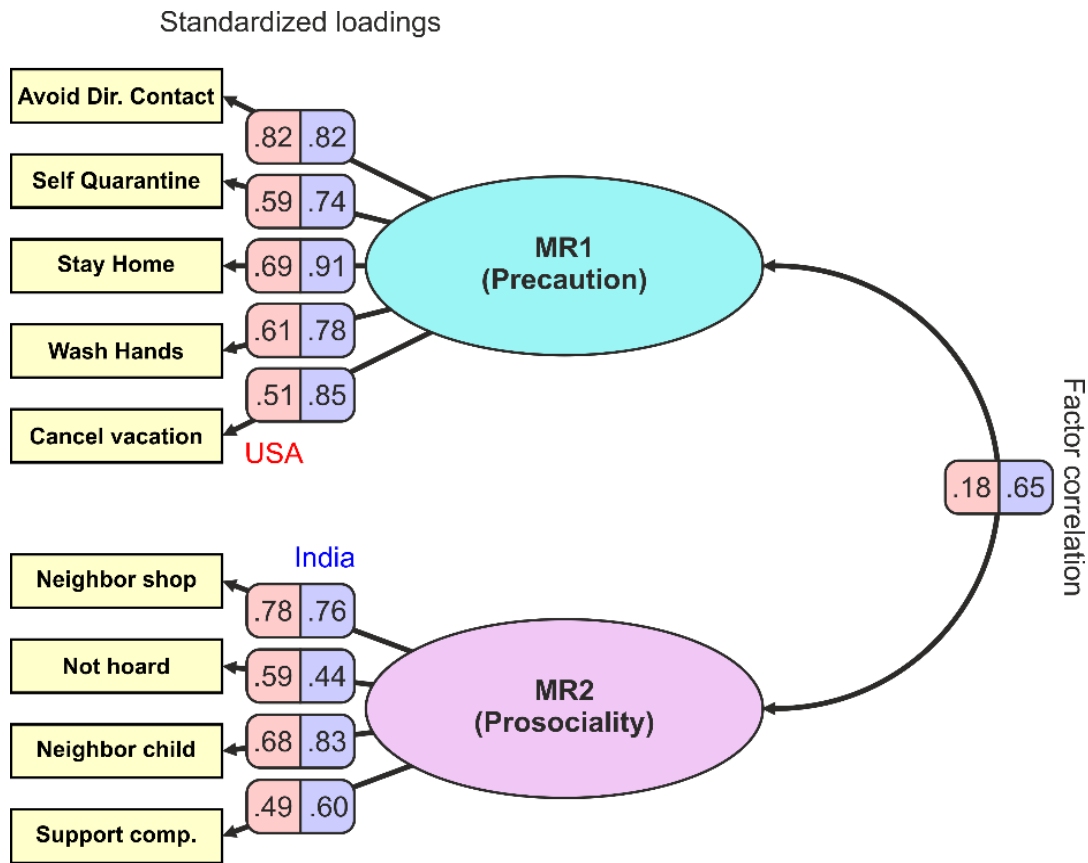 Standardized loadings
Avoid Dir. Contact
.82 .82
Self Quarantine
.59 .74
Stay Home
.69 .91
Wash Hands
.61 .78
Cancel vacation
.51 .85
USA
MR1
(Precaution)
Factor correlation
.18 .65
India
Neighbor shop
.78 .76
Not hoard
.59 .44
Neighbor child
.68 .83
Support comp.
.49 .60
MR2
(Prosociality)